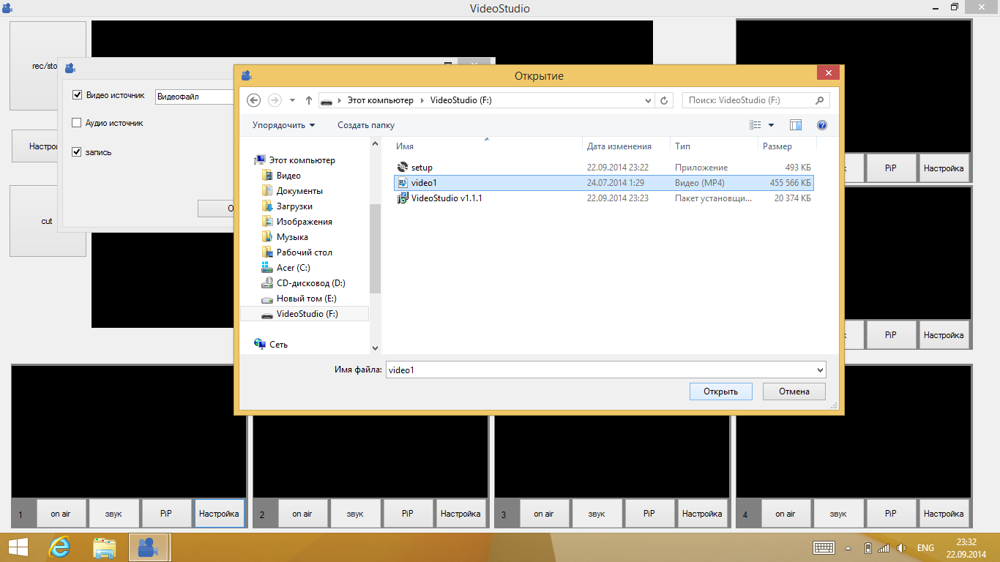 VideoStudio
rec/sto
Настрой
cut
Видео источник
Видеофайл
Аудио источник
запись
Открытие
Этот компьютер
VideoStudio (F:)
Поиск: VideoStudio (F:)
Упорядочить
Создать папку
Этот компьютер
Видео
Документы
Загрузки
Изображения
Музыка
Рабочий стол
Acer (C:)
CD-дисковод (D:)
Новый том (E:)
VideoStudio (F:)
Сеть
Имя Дата изменения Тип Размер
setup 22.09.2014 23:22 Приложение 493 КБ
video1 24.07.2014 1:29 Видео (MP4) 455 566 КБ
VideoStudio v1.1.1 22.09.2014 23:23 Пакет установщи... 20 374 КБ
Имя файла: video1
Открыть Отмена
PiP Настройка
PiP Настройка
1 on air звук PiP Настройка
2 on air звук PiP Настройка
3 on air звук PiP Настройка
4 on air звук PiP Настройка
ENG
23:32
22.09.2014